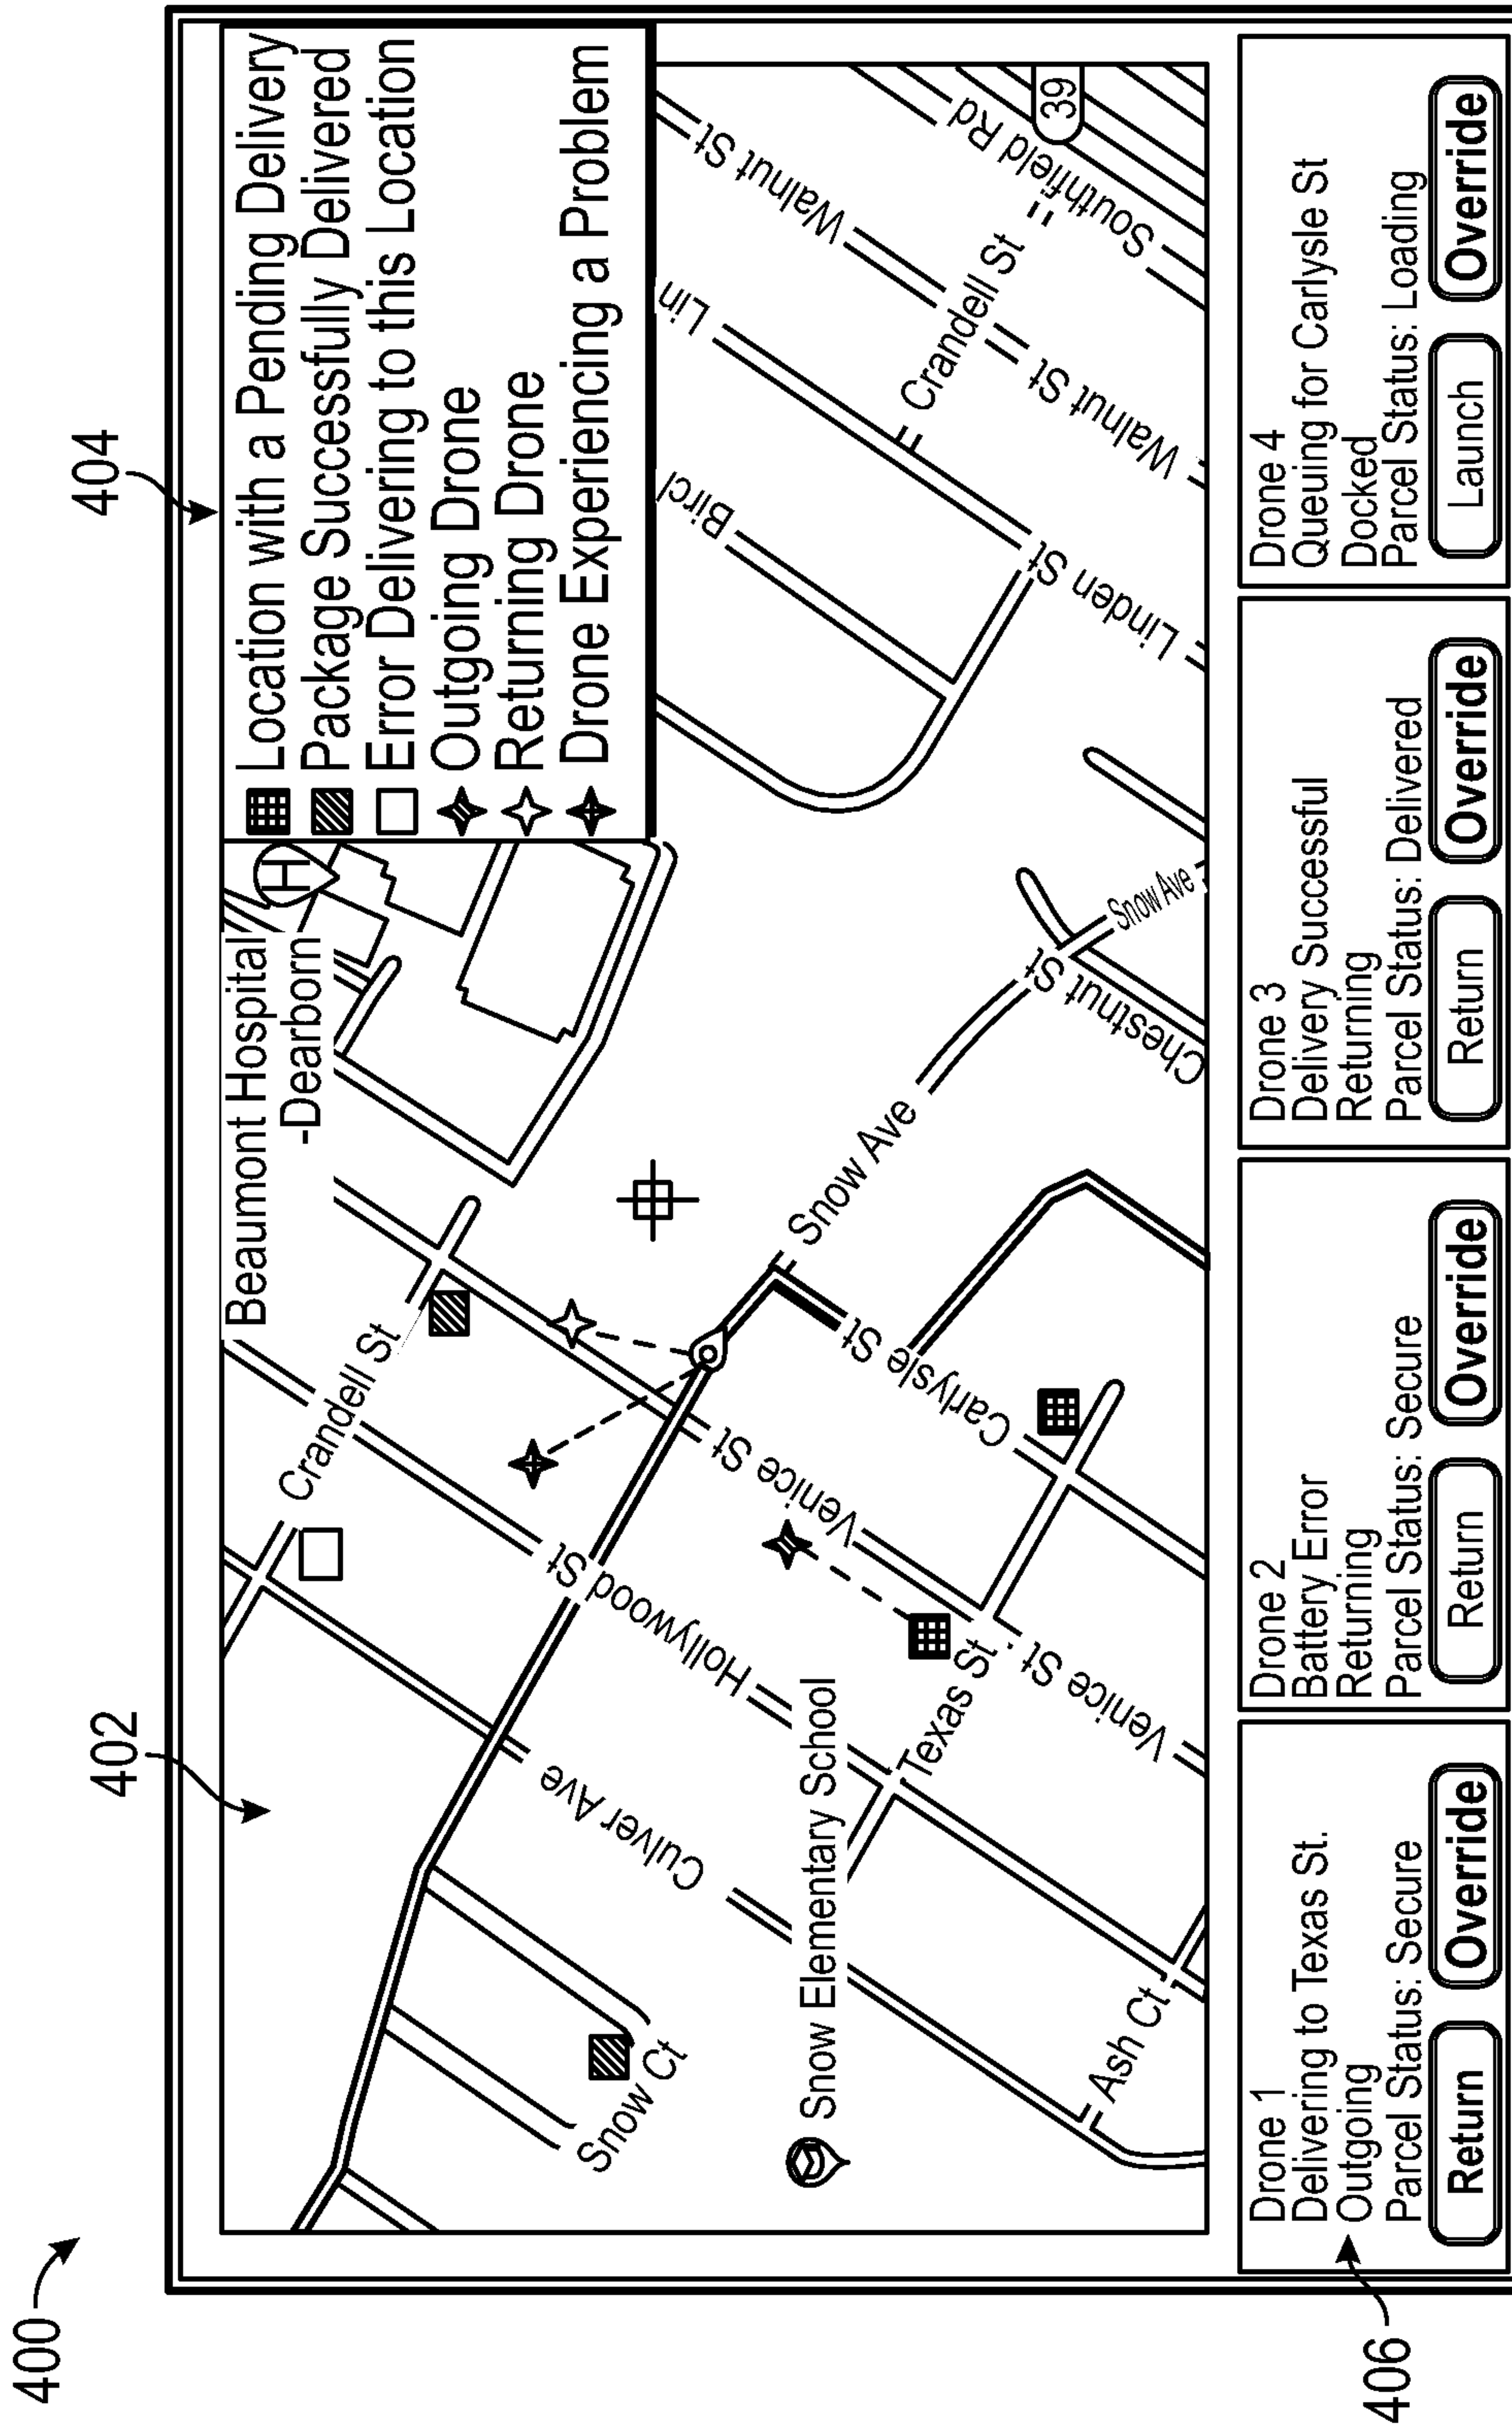 400
402
404
Beaumont Hospital
-Dearborn
H
Location with a Pending Delivery
Package Successfully Delivered
Error Delivering to this Location
Outgoing Drone
Returning Drone
Drone Experiencing a Problem
Crandell St
Snow Ct
Culver Ave
Hollywood St
Venice St
Snow Elementary School
Texas St
Venice St
Ash Ct
Carlysle St
Snow Ave
Chestnut St
Snow Ave
Bircl
Lin
Linden St
Crandell St
Walnut St
Walnut St
Southfield Rd
39
406
Drone 1
Delivering to Texas St.
Outgoing
Parcel Status: Secure
Return Override
Drone 2
Battery Error
Returning
Parcel Status: Secure
Return Override
Drone 3
Delivery Successful
Returning
Parcel Status: Delivered
Return Override
Drone 4
Queuing for Carlysle St
Docked
Parcel Status: Loading
Launch Override